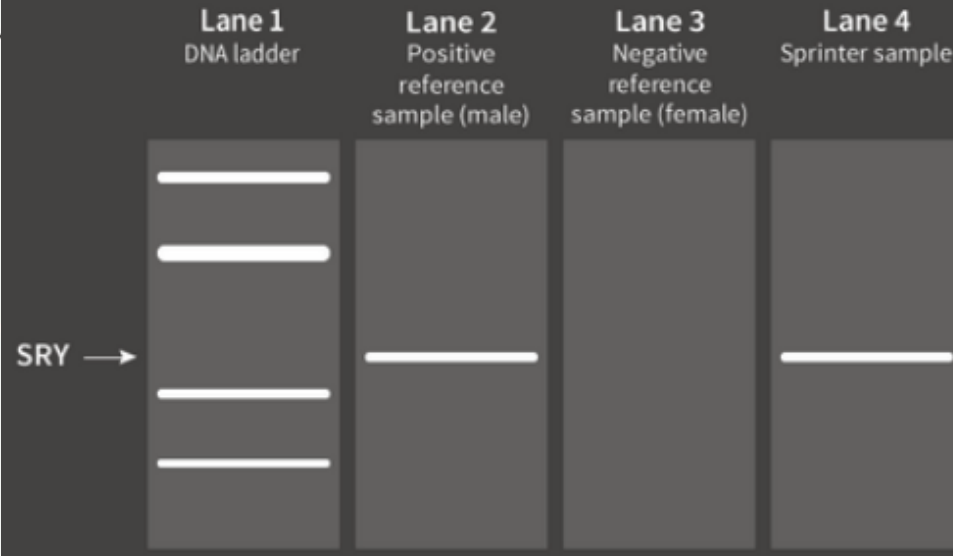 Lane 1
DNA ladder
Lane 2
Positive
reference
sample (male)
Lane 3
Negative
reference
sample (female)
Lane 4
Sprinter sample
SRY